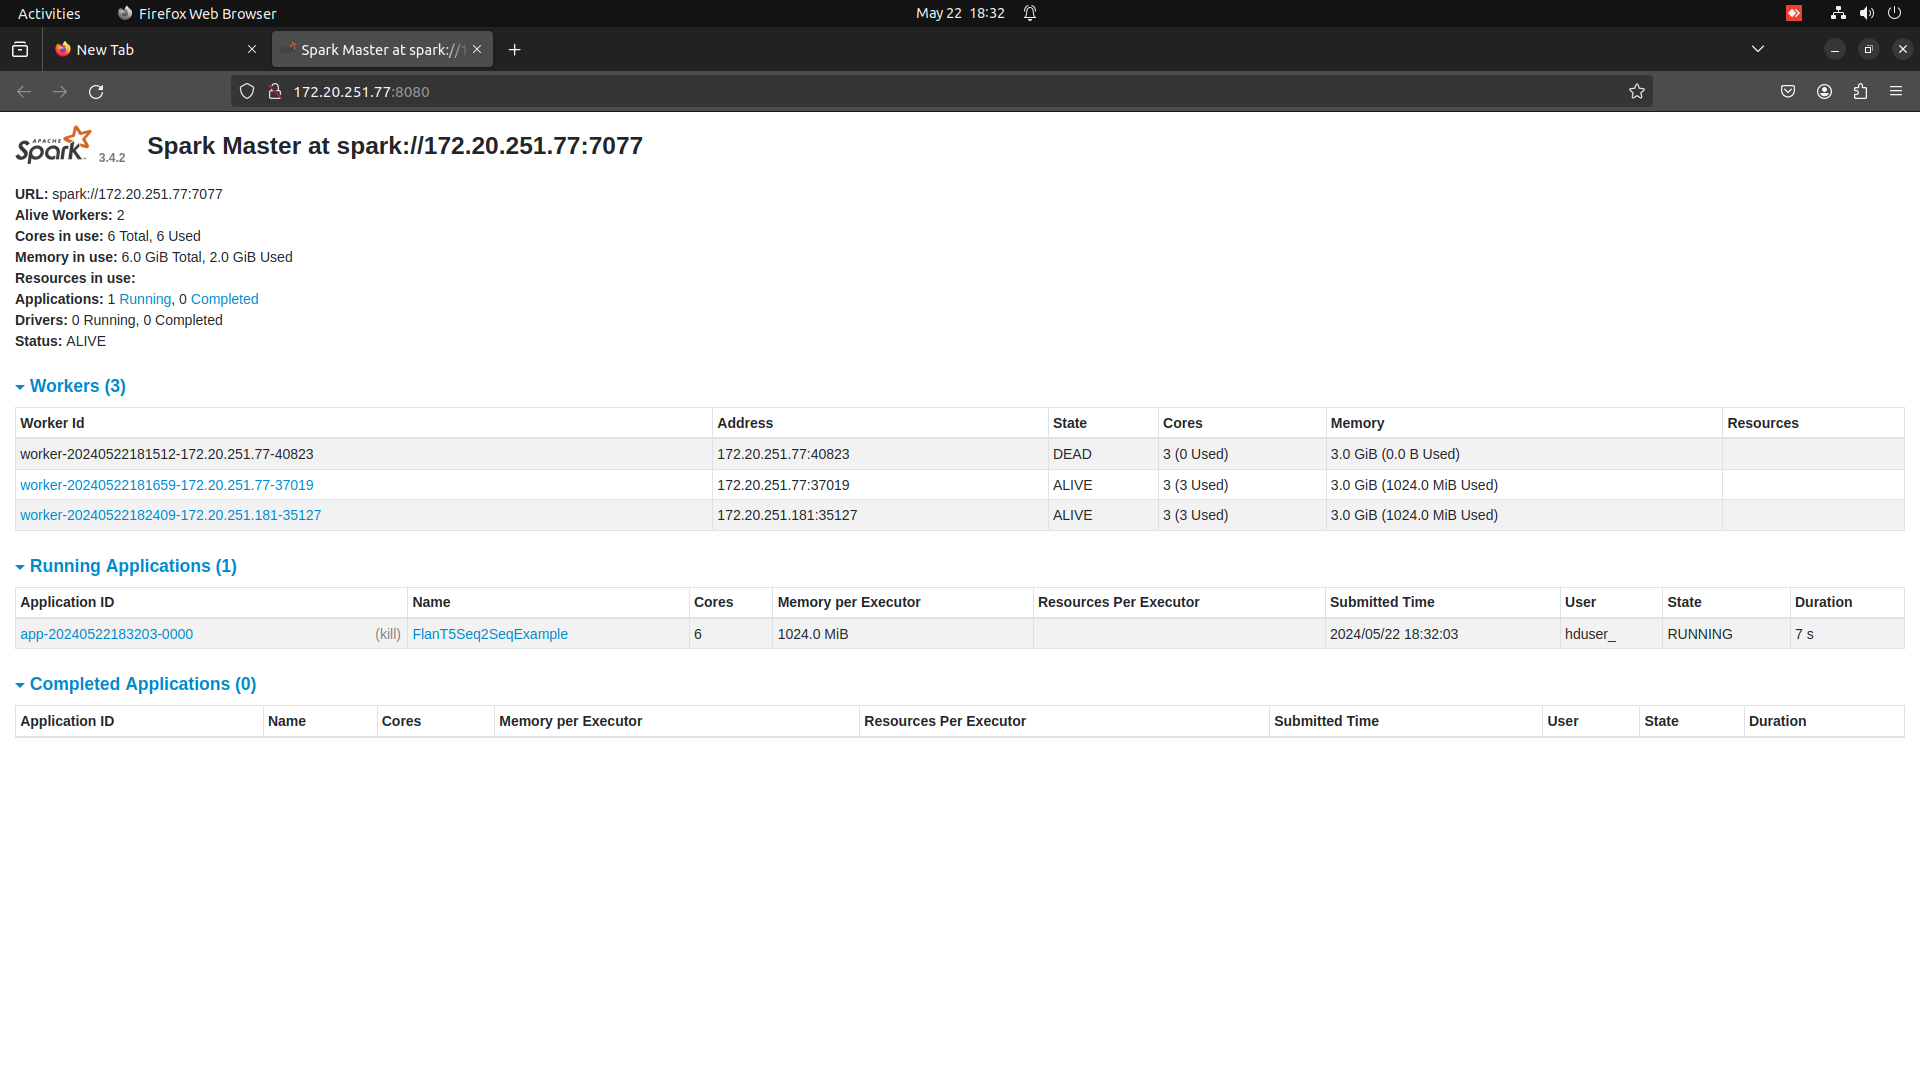 Activities Firefox Web Browser May 22 18:32
New Tab Spark Master at spark://1
172.20.251.77:8080
APACHE Spark 3.4.2 Spark Master at spark://172.20.251.77:7077
URL: spark://172.20.251.77:7077
Alive Workers: 2
Cores in use: 6 Total, 6 Used
Memory in use: 6.0 GiB Total, 2.0 GiB Used
Resources in use:
Applications: 1 Running, 0 Completed
Drivers: 0 Running, 0 Completed
Status: ALIVE
Workers (3)
Worker Id Address State Cores Memory Resources
worker-20240522181512-172.20.251.77-40823 172.20.251.77:40823 DEAD 3 (0 Used) 3.0 GiB (0.0 B Used)
worker-20240522181659-172.20.251.77-37019 172.20.251.77:37019 ALIVE 3 (3 Used) 3.0 GiB (1024.0 MiB Used)
worker-20240522182409-172.20.251.181-35127 172.20.251.181:35127 ALIVE 3 (3 Used) 3.0 GiB (1024.0 MiB Used)
Running Applications (1)
Application ID Name Cores Memory per Executor Resources Per Executor Submitted Time User State Duration
app-20240522183203-0000 (kill) FlanT5Seq2SeqExample 6 1024.0 MiB 2024/05/22 18:32:03 hduser_ RUNNING 7 s
Completed Applications (0)
Application ID Name Cores Memory per Executor Resources Per Executor Submitted Time User State Duration